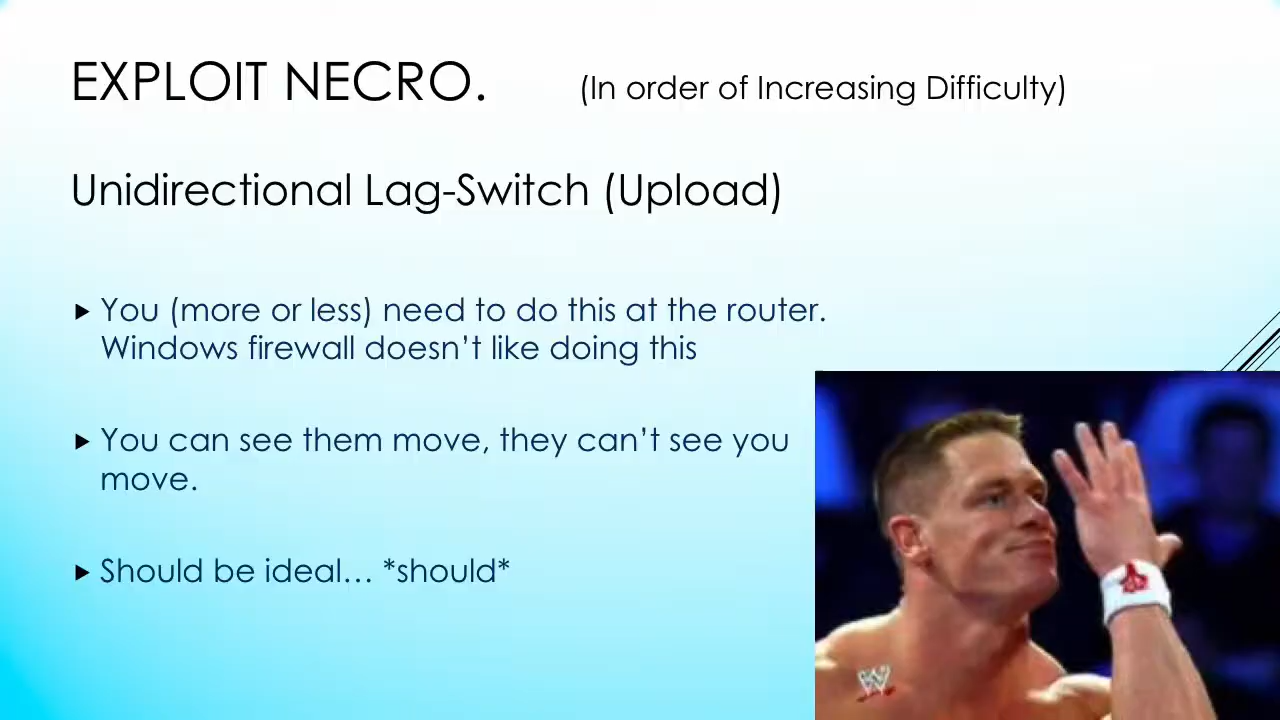 EXPLOIT NECRO. (In order of Increasing Difficulty)
Unidirectional Lag-Switch (Upload)
You (more or less) need to do this at the router.
Windows firewall doesn’t like doing this
You can see them move, they can’t see you
move.
Should be ideal… *should*
W